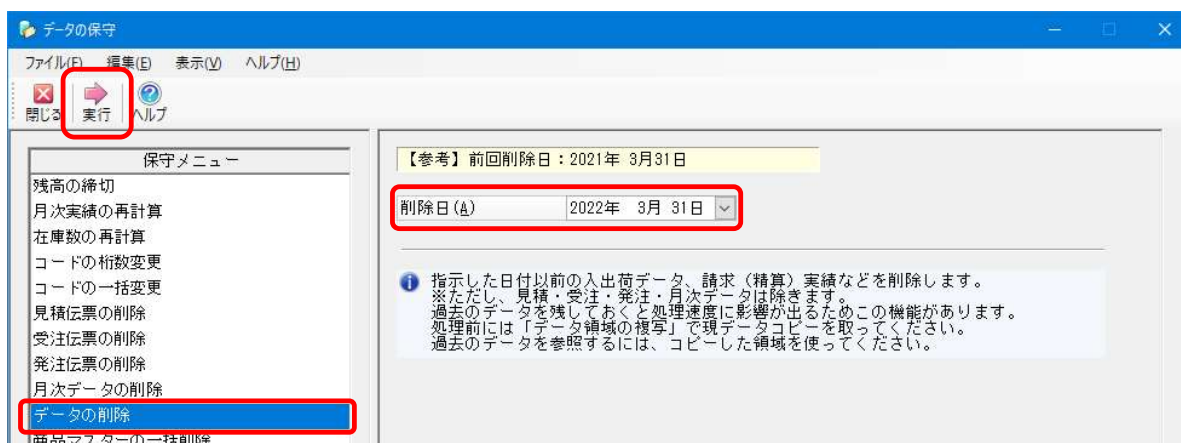 データの保守
ファイル(F) 編集(E) 表示(V) ヘルプ(H)
閉じる 実行 ヘルプ
保守メニュー
残高の締切
月次実績の再計算
在庫数の再計算
コードの桁数変更
コードの一括変更
見積伝票の削除
受注伝票の削除
発注伝票の削除
月次データの削除
データの削除
商品マスターの一括削除
【参考】前回削除日：2021年 3月31日
削除日(A) 2022年 3月 31日
指示した日付以前の入出荷データ、請求（精算）実績などを削除します。
※ただし、見積・受注・発注・月次データは除きます。
過去のデータを残しておくと処理速度に影響が出るためこの機能があります。
処理前には「データ領域の複写」で現データコピーを取ってください。
過去のデータを参照するには、コピーした領域を使ってください。